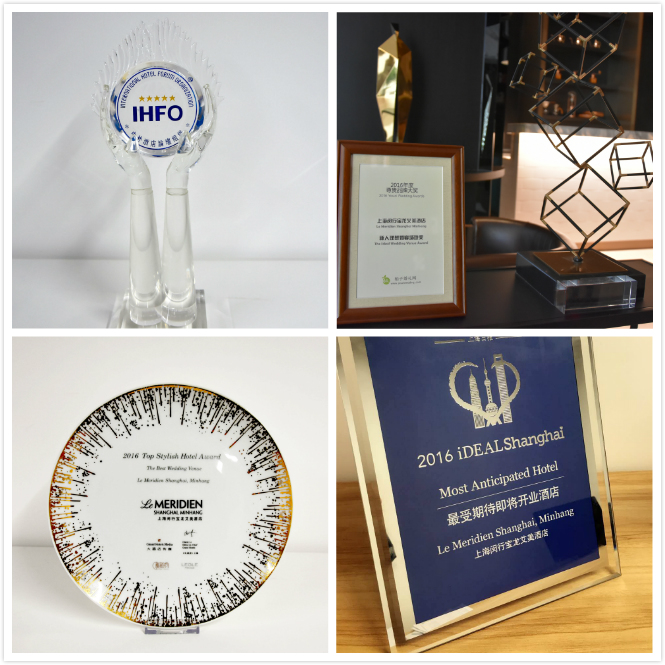 INTERNATIONAL HOTEL FORUM ORGANIZATION
IHFO
2016年度
上海闵行宝龙艾美酒店
Le Meridien Shanghai Minhang
The Ideal Wedding Venue Award
2016 Top Stylish Hotel Award
The Best Wedding Venue
Le Meridien Shanghai, Minhang
Le MERIDIEN
SHANGHAI MINHANG
上海闵行宝龙艾美酒店
2016 iDEALShanghai
Most Anticipated Hotel
最受期待即将开业酒店
Le Meridien Shanghai, Minhang
上海闵行宝龙艾美酒店